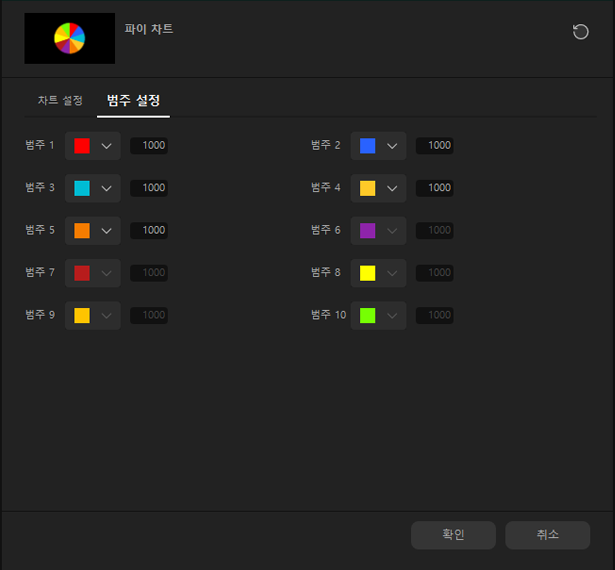 파이 차트
차트 설정 범주 설정
범주 1 1000 범주 2 1000
범주 3 1000 범주 4 1000
범주 5 1000 범주 6 1000
범주 7 1000 범주 8 1000
범주 9 1000 범주 10 1000
확인 취소